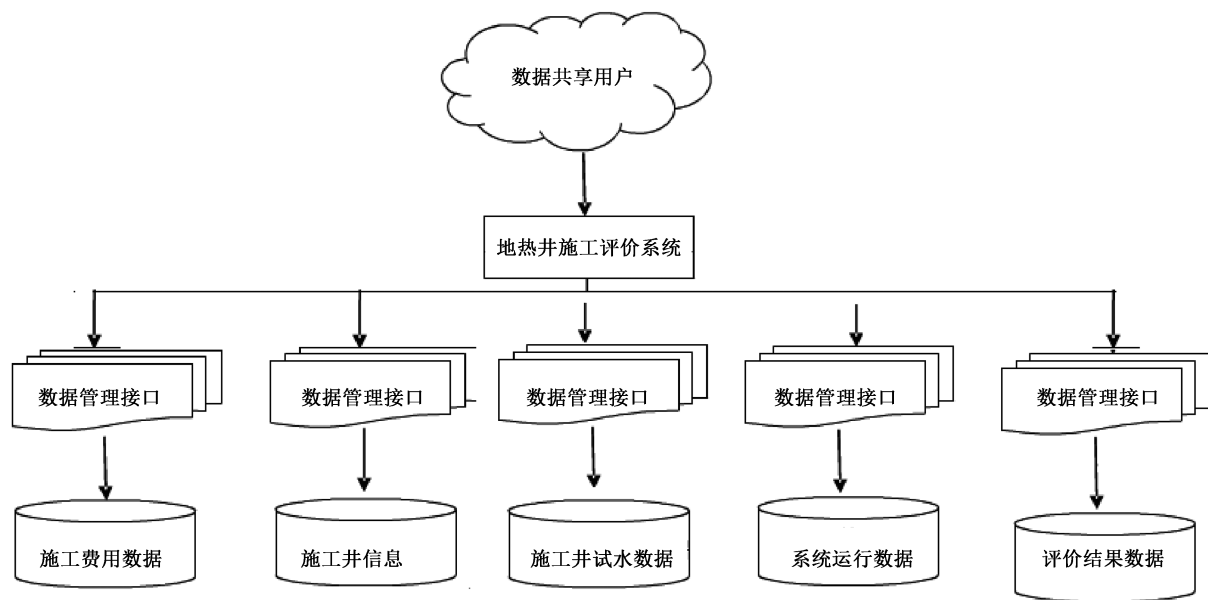 数据共享用户
地热井施工评价系统
数据管理接口
数据管理接口
数据管理接口
数据管理接口
数据管理接口
施工费用数据
施工井信息
施工井试水数据
系统运行数据
评价结果数据